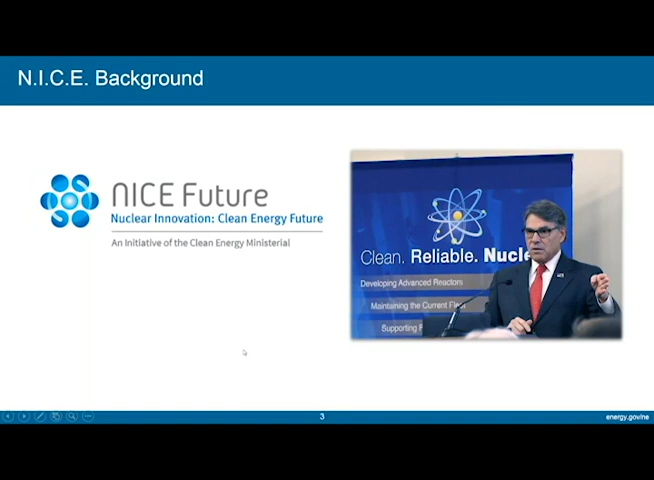 N.I.C.E. Background
NICE Future
Nuclear Innovation: Clean Energy Future
An Initiative of the Clean Energy Ministerial
Clean. Reliable. Nucle
Developing Advanced Reactors
Maintaining the Current Fleet
Supporting
3
energy.gov/ne